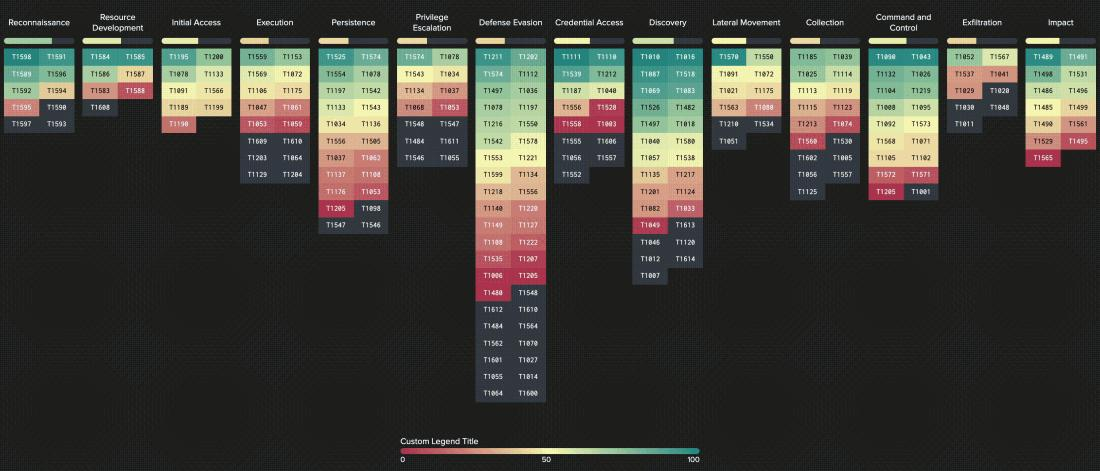 Reconnaissance
Resource Development
Initial Access
Execution
Persistence
Privilege Escalation
Defense Evasion
Credential Access
Discovery
Lateral Movement
Collection
Command and Control
Exfiltration
Impact
T1598 T1591 T1584 T1585 T1195 T1200 T1559 T1153 T1525 T1574 T1574 T1078 T1211 T1202 T1111 T1110 T1010 T1016 T1570 T1550 T1185 T1039 T1090 T1043 T1052 T1567 T1489 T1491
T1589 T1596 T1586 T1587 T1078 T1133 T1569 T1072 T1554 T1078 T1543 T1034 T1574 T1112 T1539 T1212 T1087 T1518 T1091 T1072 T1025 T1114 T1132 T1026 T1537 T1041 T1498 T1531
T1592 T1594 T1583 T1588 T1091 T1566 T1106 T1175 T1197 T1542 T1134 T1037 T1497 T1036 T1187 T1040 T1069 T1083 T1021 T1175 T1113 T1119 T1104 T1219 T1029 T1020 T1486 T1496
T1595 T1590 T1608 T1189 T1199 T1047 T1061 T1133 T1543 T1068 T1053 T1078 T1197 T1556 T1528 T1526 T1482 T1563 T1080 T1115 T1123 T1008 T1095 T1030 T1048 T1485 T1499
T1597 T1593 T1190 T1053 T1059 T1034 T1136 T1548 T1547 T1216 T1550 T1558 T1003 T1497 T1018 T1210 T1534 T1213 T1074 T1092 T1573 T1011 T1490 T1561
T1609 T1610 T1556 T1505 T1484 T1611 T1542 T1578 T1555 T1606 T1040 T1580 T1051 T1560 T1530 T1568 T1071 T1529 T1495
T1203 T1064 T1037 T1062 T1546 T1055 T1553 T1221 T1056 T1557 T1057 T1538 T1602 T1005 T1105 T1102 T1565
T1129 T1204 T1137 T1108 T1599 T1134 T1552 T1135 T1217 T1056 T1557 T1572 T1571
T1176 T1053 T1218 T1556 T1201 T1124 T1125 T1205 T1001
T1205 T1098 T1140 T1220 T1082 T1033
T1547 T1546 T1149 T1127 T1049 T1613
T1108 T1222 T1046 T1120
T1535 T1207 T1012 T1614
T1006 T1205 T1007
T1480 T1548
T1612 T1610
T1484 T1564
T1562 T1070
T1601 T1027
T1055 T1014
T1064 T1600
Custom Legend Title
0 50 100